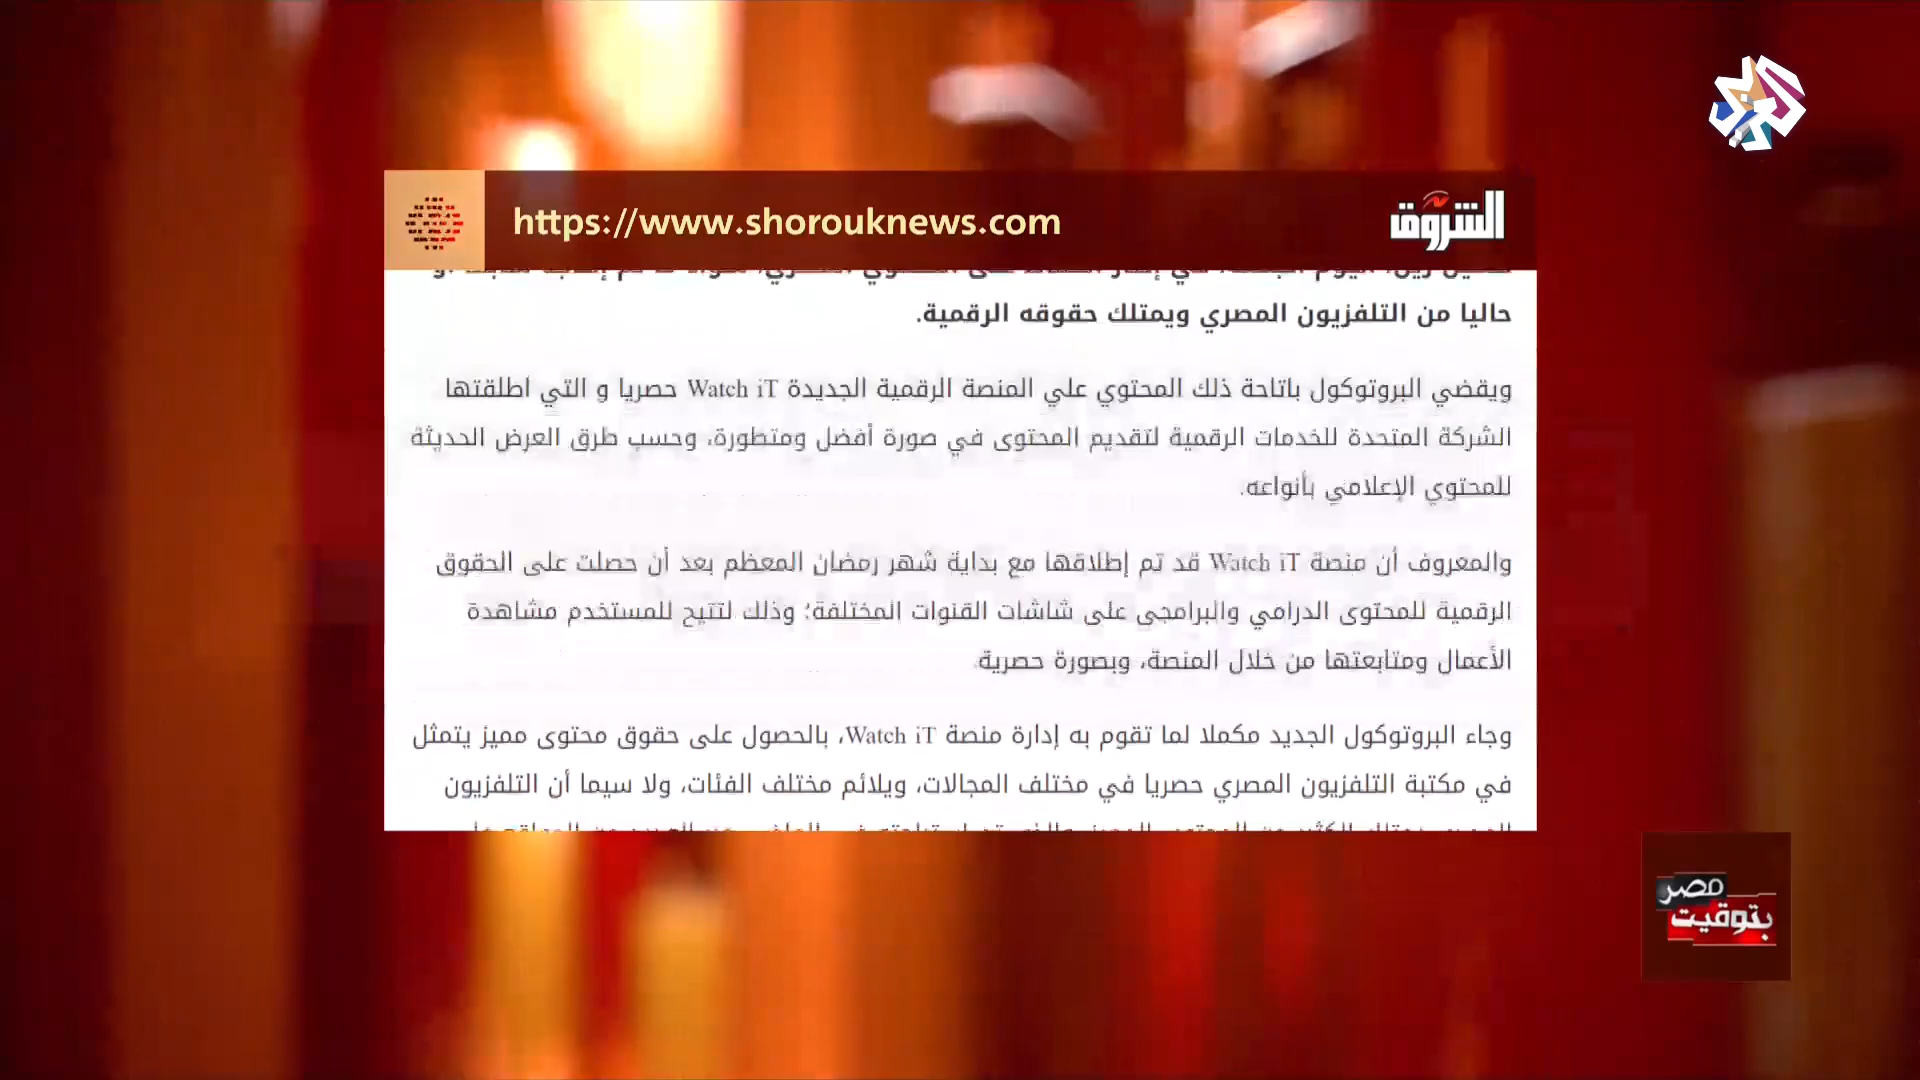 https://www.shorouknews.com
الشروق
حاليا من التلفزيون المصري ويمتلك حقوقه الرقمية.
ويقضي البروتوكول باتاحة ذلك المحتوي علي المنصة الرقمية الجديدة Watch iT حصريا و التي اطلقتها
الشركة المتحدة للخدمات الرقمية لتقديم المحتوى في صورة أفضل ومتطورة، وحسب طرق العرض الحديثة
للمحتوي الإعلامي بأنواعه.
والمعروف أن منصة Watch iT قد تم إطلاقها مع بداية شهر رمضان المعظم بعد أن حصلت على الحقوق
الرقمية للمحتوى الدرامي والبرامجى على شاشات القنوات المختلفة؛ وذلك لتتيح للمستخدم مشاهدة
الأعمال ومتابعتها من خلال المنصة، وبصورة حصرية.
وجاء البروتوكول الجديد مكملا لما تقوم به إدارة منصة Watch iT، بالحصول على حقوق محتوى مميز يتمثل
في مكتبة التلفزيون المصري حصريا في مختلف المجالات، ويلائم مختلف الفئات، ولا سيما أن التلفزيون
مصر
بتوقيت